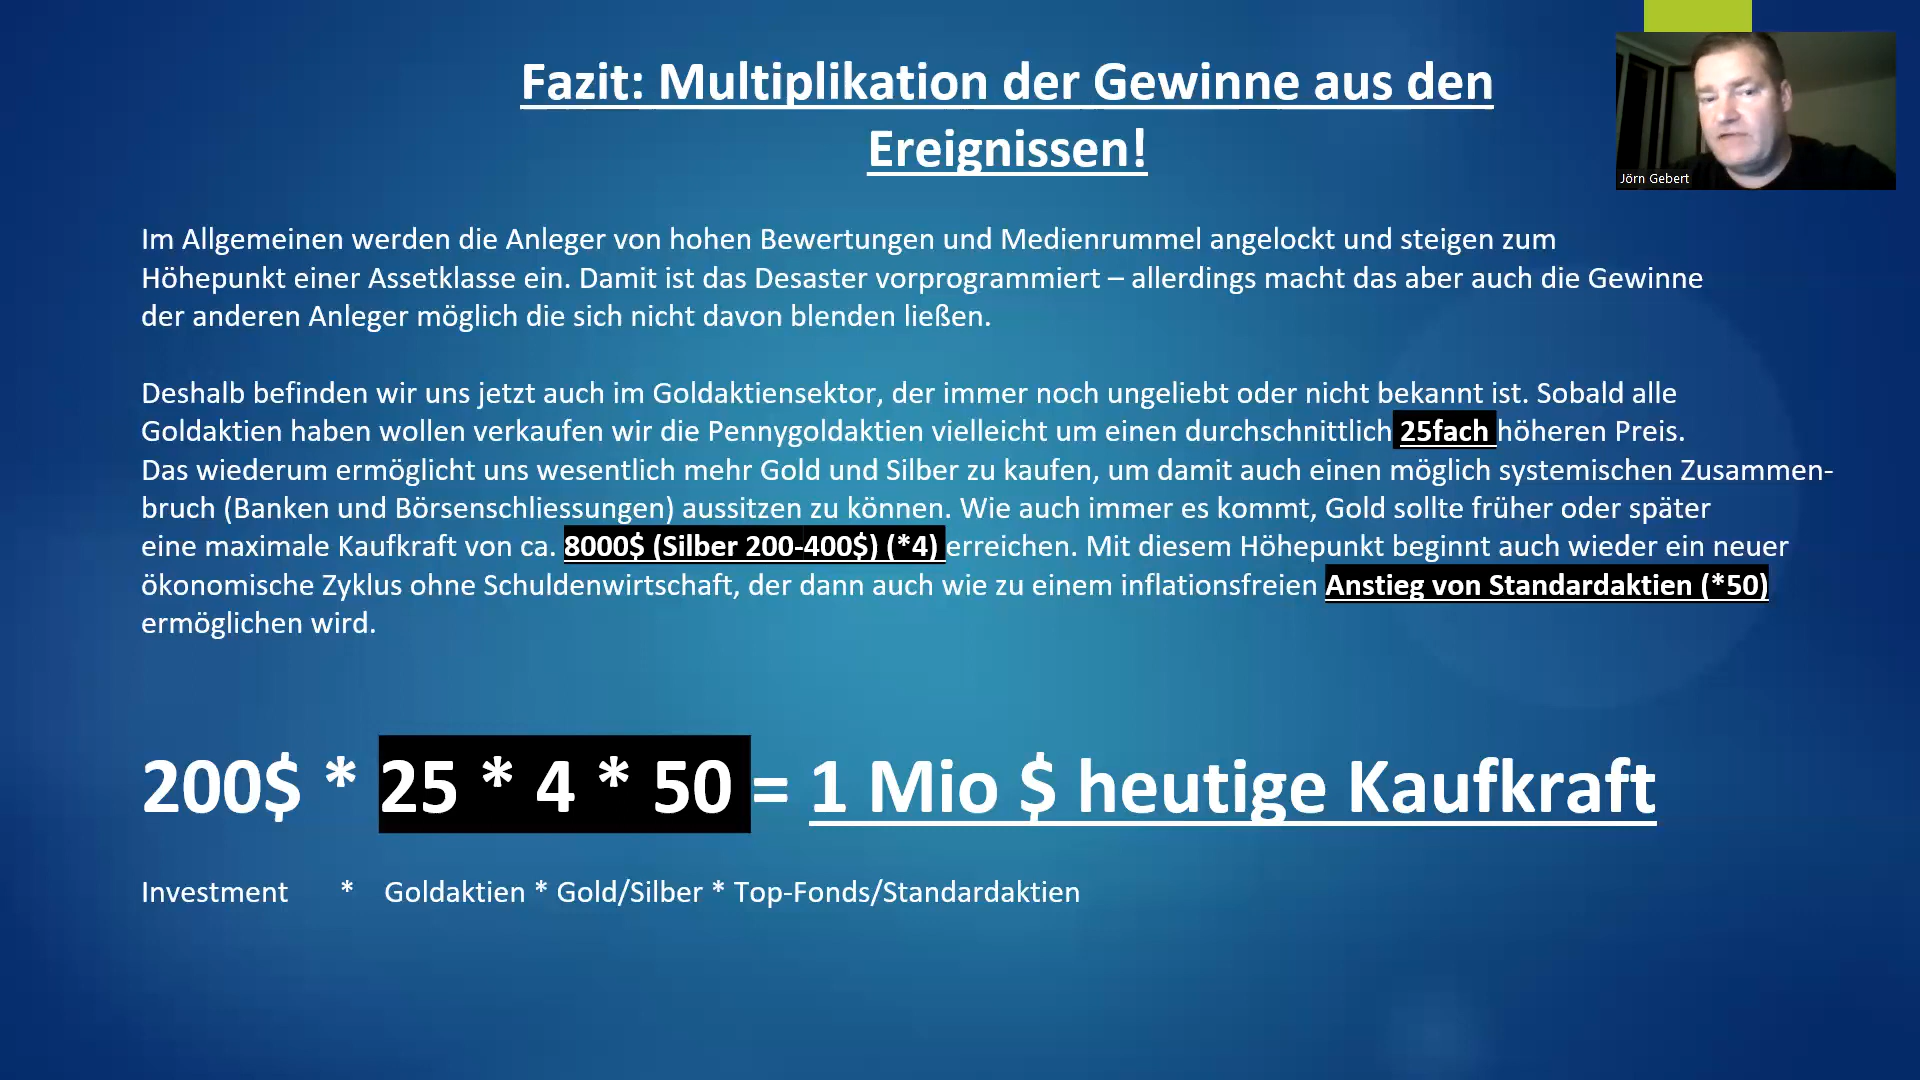 Fazit: Multiplikation der Gewinne aus den
Ereignissen!
Jörn Gebert
Im Allgemeinen werden die Anleger von hohen Bewertungen und Medienrummel angelockt und steigen zum
Höhepunkt einer Assetklasse ein. Damit ist das Desaster vorprogrammiert – allerdings macht das aber auch die Gewinne
der anderen Anleger möglich die sich nicht davon blenden ließen.
Deshalb befinden wir uns jetzt auch im Goldaktiensektor, der immer noch ungeliebt oder nicht bekannt ist. Sobald alle
Goldaktien haben wollen verkaufen wir die Pennygoldaktien vielleicht um einen durchschnittlich 25fach höheren Preis.
Das wiederum ermöglicht uns wesentlich mehr Gold und Silber zu kaufen, um damit auch einen möglich systemischen Zusammen-
bruch (Banken und Börsenschliessungen) aussitzen zu können. Wie auch immer es kommt, Gold sollte früher oder später
eine maximale Kaufkraft von ca. 8000$ (Silber 200-400$) (*4) erreichen. Mit diesem Höhepunkt beginnt auch wieder ein neuer
ökonomische Zyklus ohne Schuldenwirtschaft, der dann auch wie zu einem inflationsfreien Anstieg von Standardaktien (*50)
ermöglichen wird.
200$ * 25 * 4 * 50 = 1 Mio $ heutige Kaufkraft
Investment * Goldaktien * Gold/Silber * Top-Fonds/Standardaktien